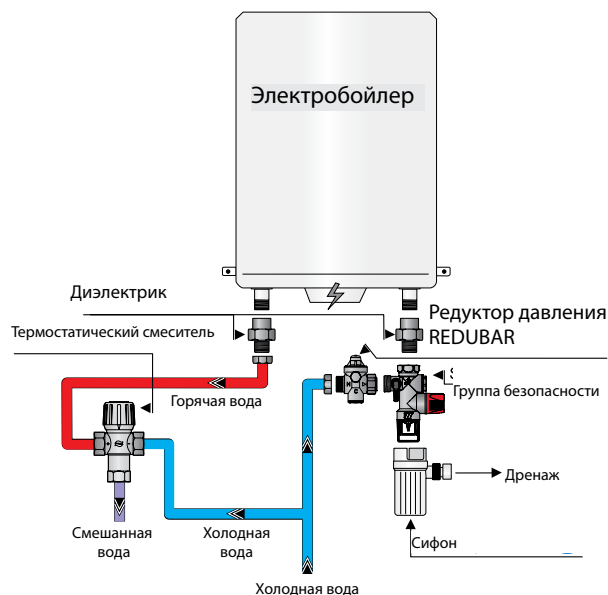 Электробойлер
Диэлектрик
Редуктор давления
REDUBAR
Термостатический смеситель
Группа безопасности
Горячая вода
Дренаж
Смешанная
вода
Холодная
вода
Сифон
Холодная вода